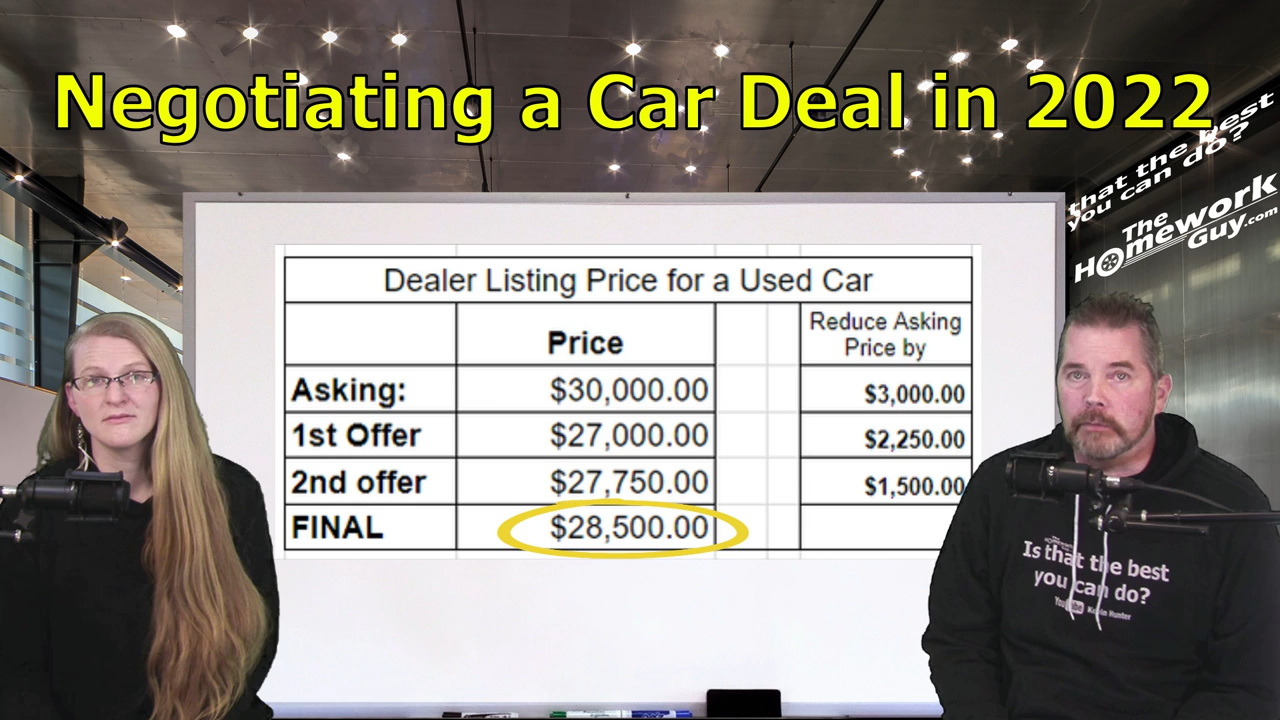 Negotiating a Car Deal in 2022
that the best
you can do?
The
Homework
Guy.com
Dealer Listing Price for a Used Car
Price
Reduce Asking
Price by
Asking: $30,000.00 $3,000.00
1st Offer $27,000.00 $2,250.00
2nd offer $27,750.00 $1,500.00
FINAL $28,500.00
Is that the best
you can do?
YouTube Kevin Hunter